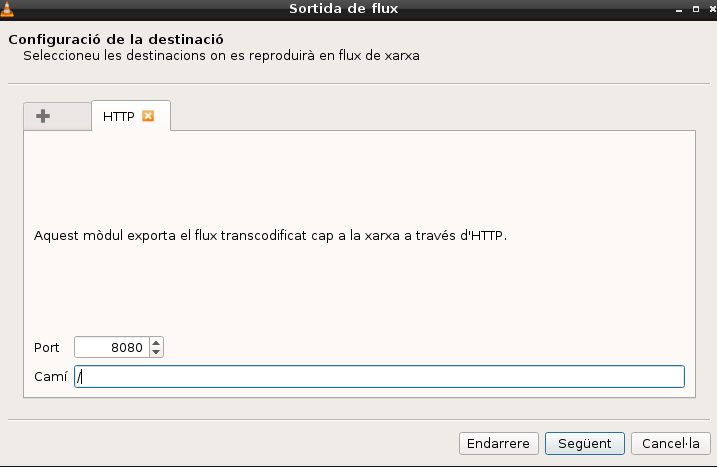 Sortida de flux
Configuració de la destinació
Seleccioneu les destinacions on es reproduirà en flux de xarxa
HTTP
Aquest mòdul exporta el flux transcodificat cap a la xarxa a través d'HTTP.
Port 8080
Camí /
Endarrere Següent Cancel·la